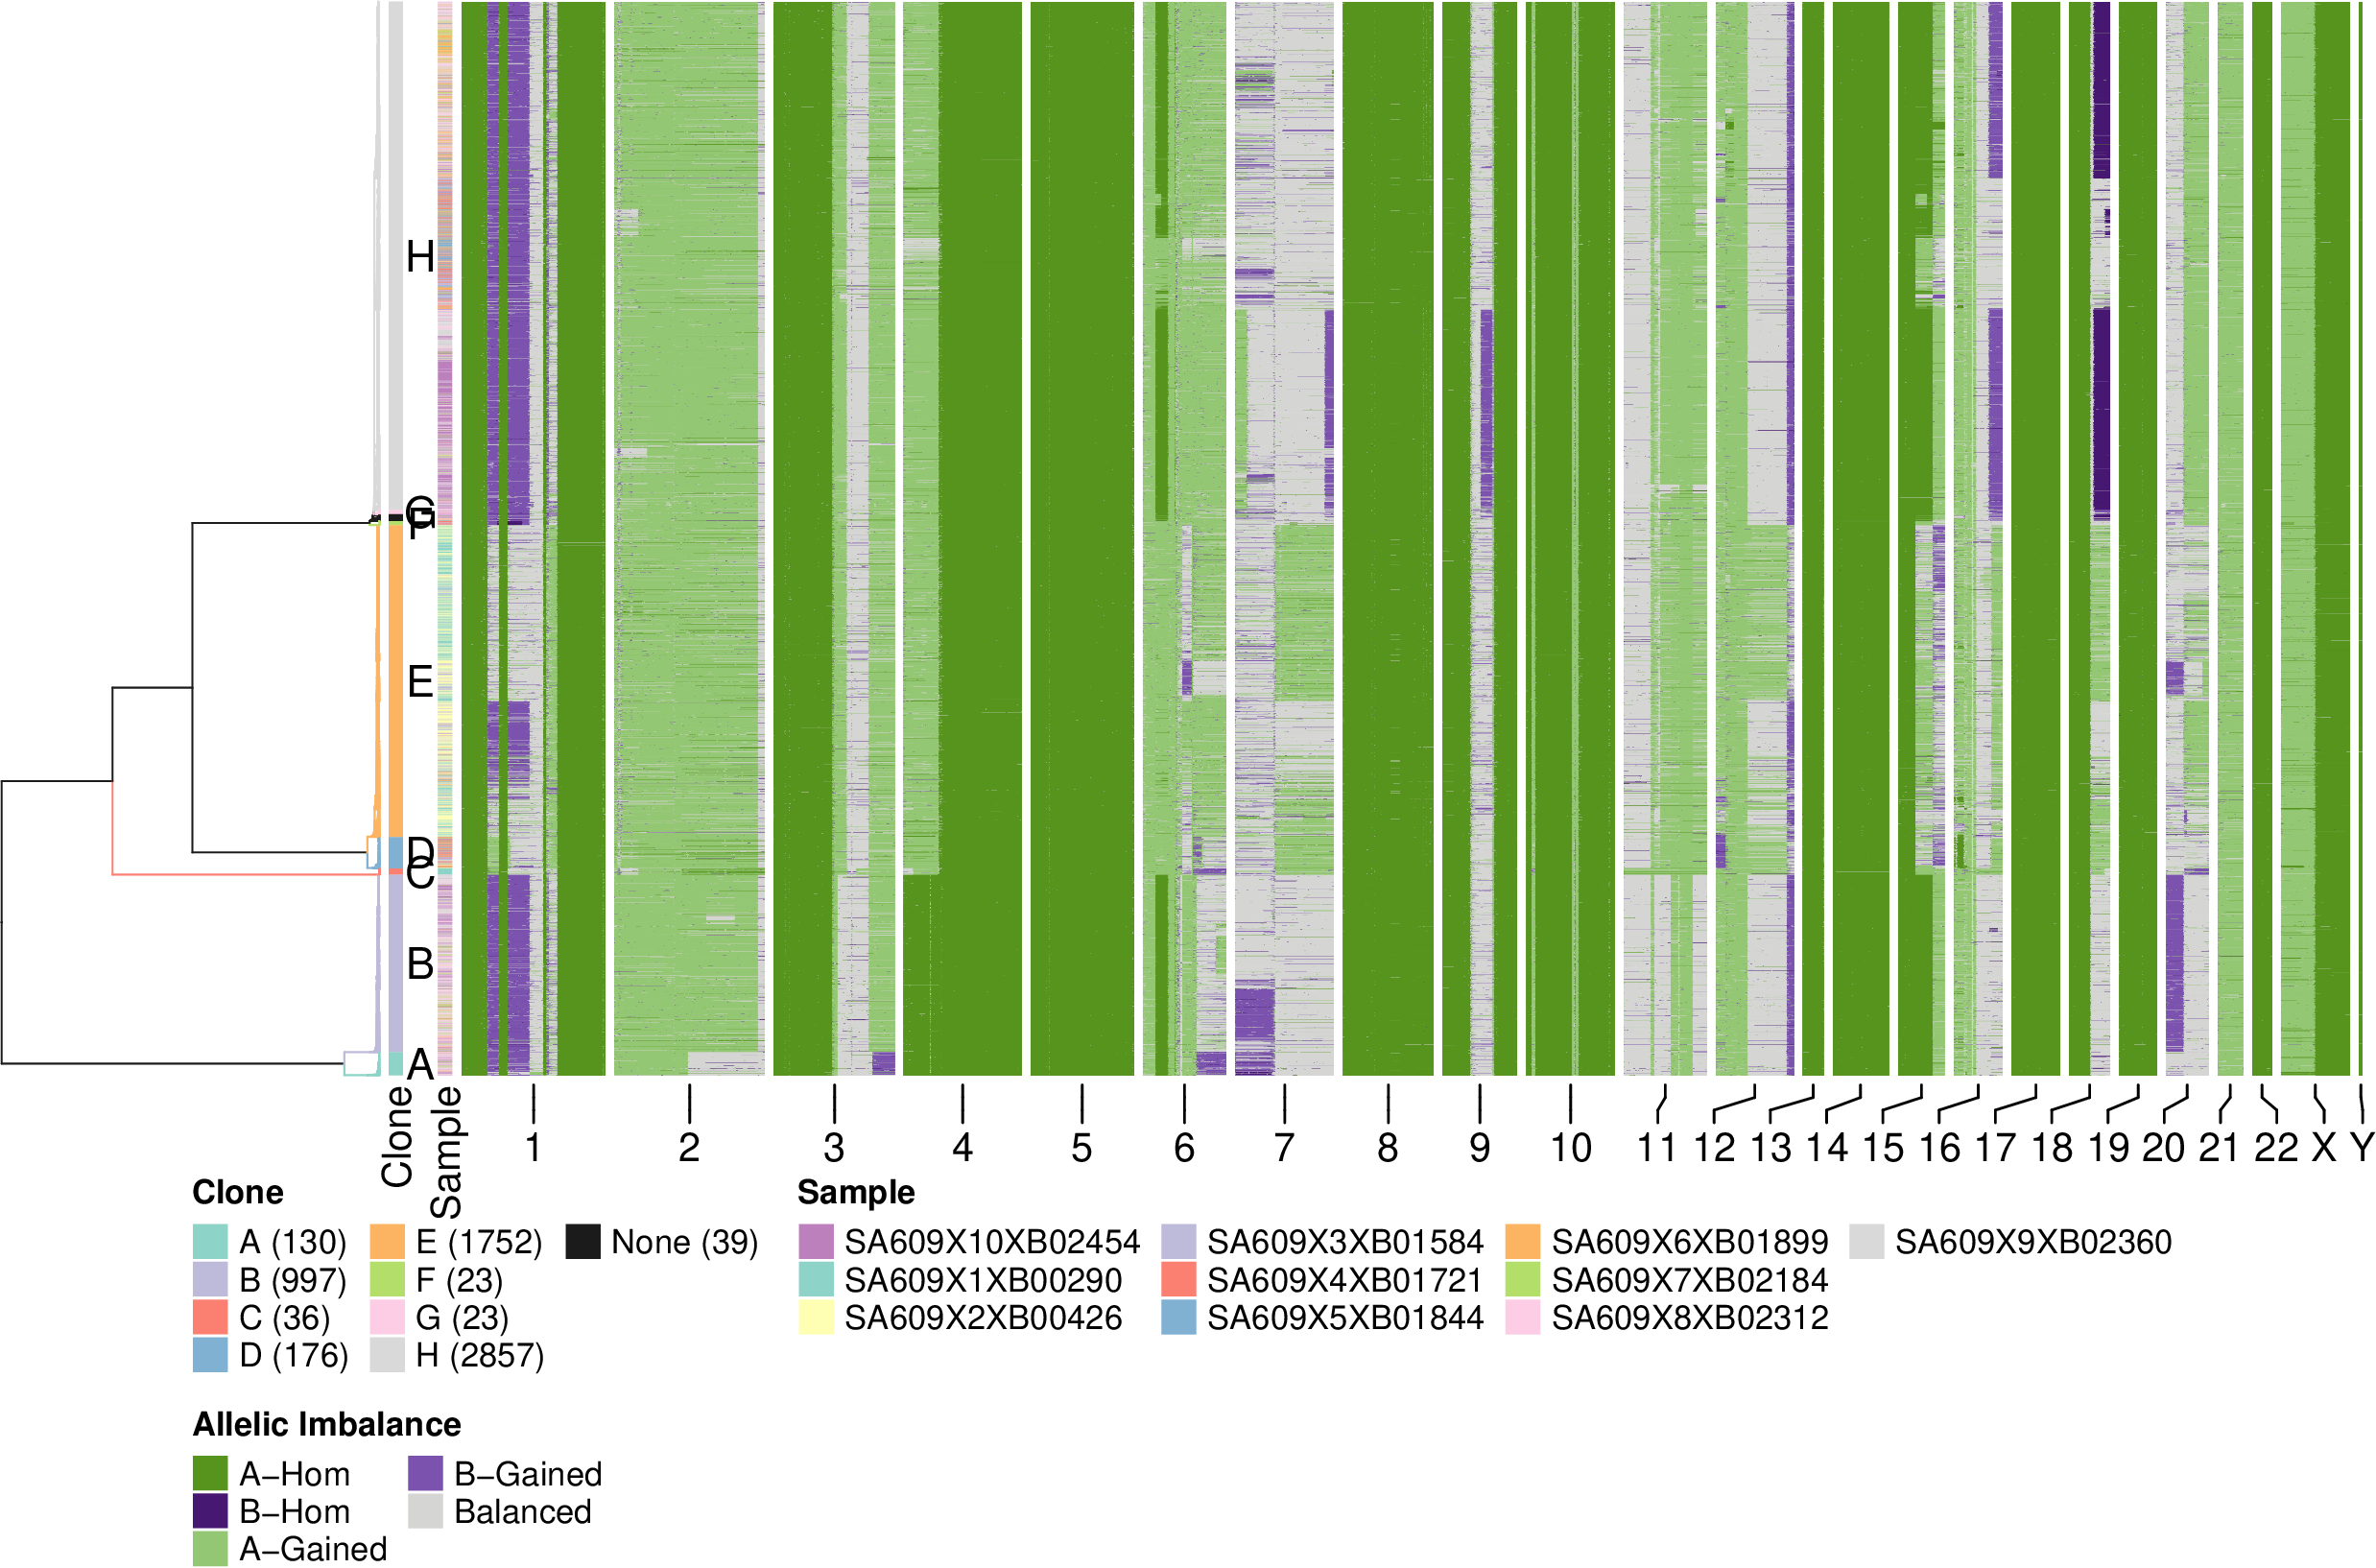 H
G
F
E
D
C
B
A
Clone
Sample
1 2 3 4 5 6 7 8 9 10 11 12 13 14 15 16 17 18 19 20 21 22 X Y
Clone
Sample
A (130) E (1752) None (39)
SA609X10XB02454 SA609X3XB01584 SA609X6XB01899 SA609X9XB02360
B (997) F (23)
SA609X1XB00290 SA609X4XB01721 SA609X7XB02184
C (36) G (23)
SA609X2XB00426 SA609X5XB01844 SA609X8XB02312
D (176) H (2857)
Allelic Imbalance
A−Hom B−Gained
B−Hom Balanced
A−Gained